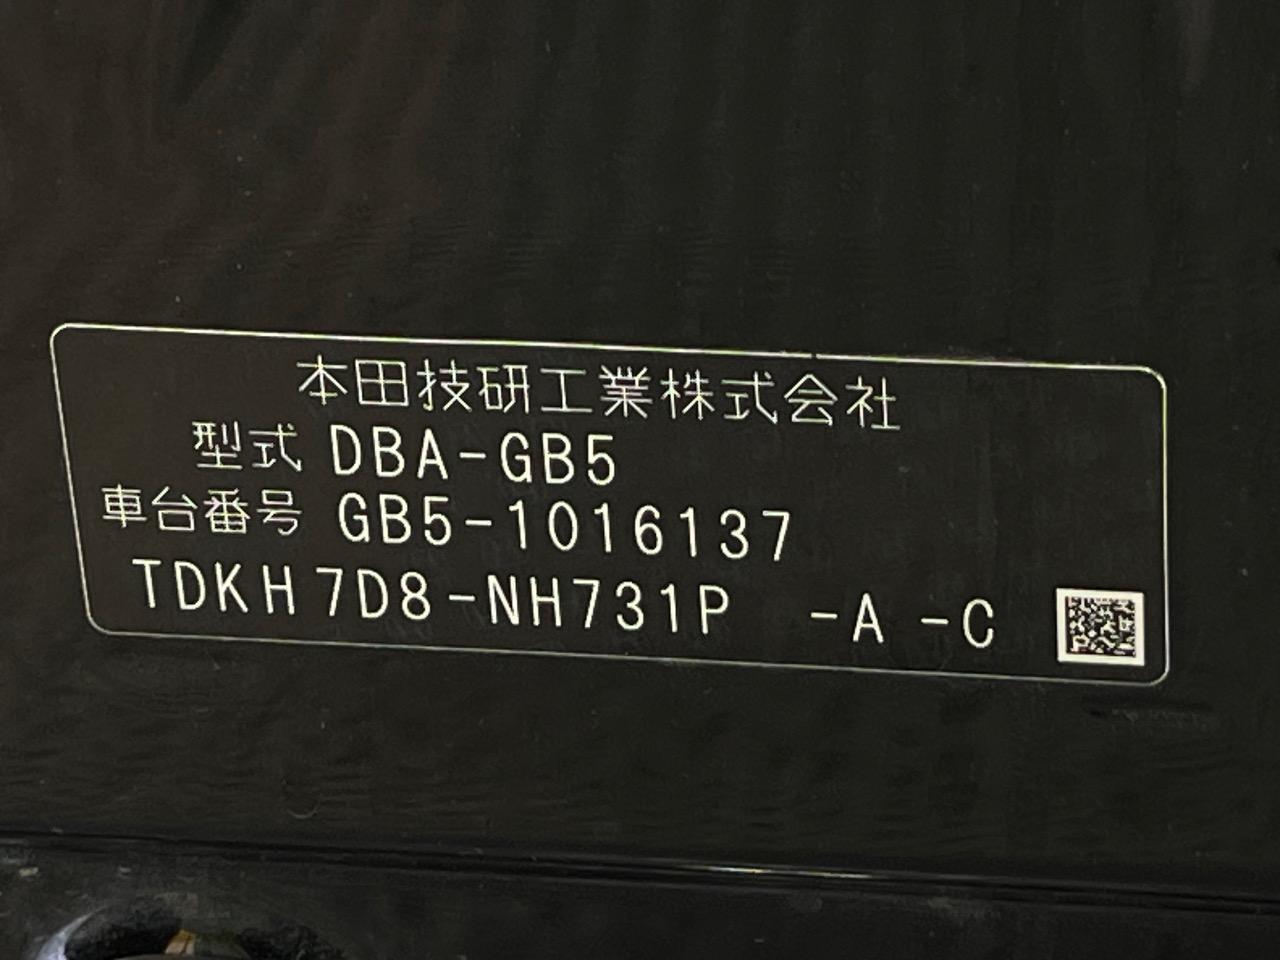 本田技研工業株式会社
型式 DBA-GB5
車台番号 GB5-1016137
TDKH7D8-NH731P -A -C